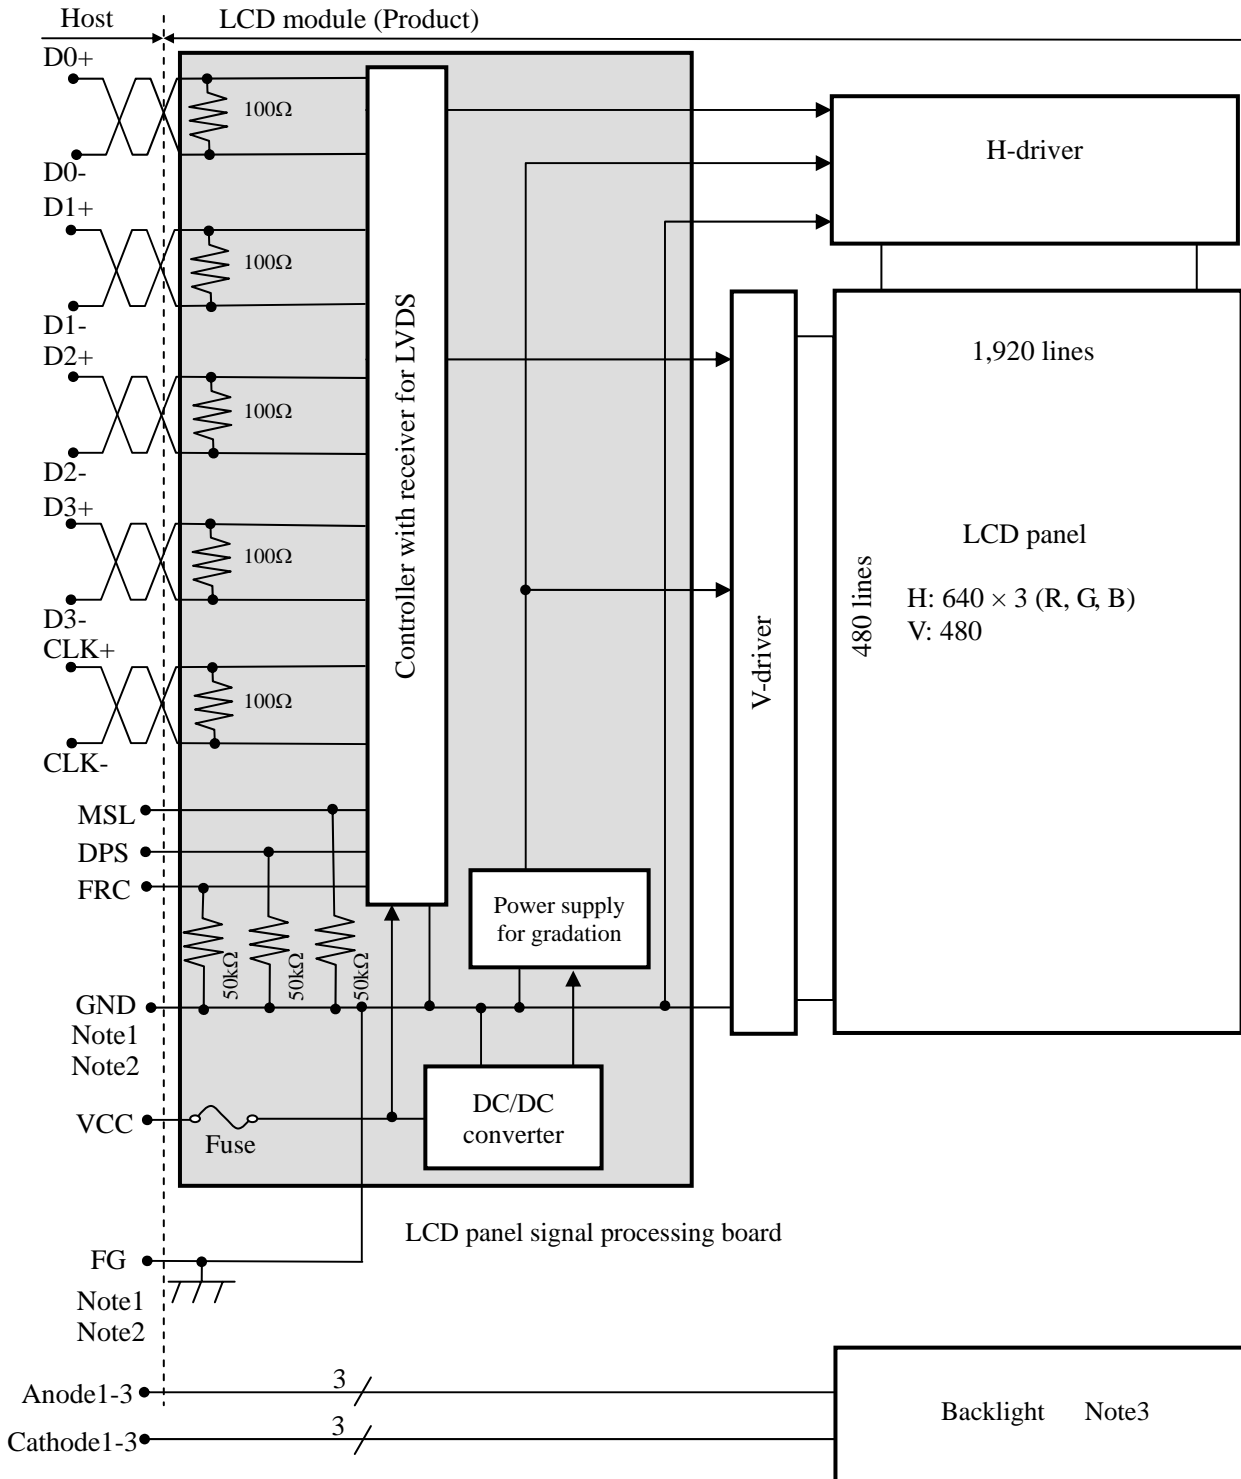 Host
LCD module (Product)
D0+
100Ω
D0-
D1+
100Ω
D1-
D2+
100Ω
D2-
D3+
100Ω
D3-
CLK+
100Ω
CLK-
MSL
DPS
FRC
50kΩ
50kΩ
50kΩ
GND
Note1
Note2
VCC
Fuse
Controller with receiver for LVDS
Power supply
for gradation
DC/DC
converter
LCD panel signal processing board
H-driver
V-driver
1,920 lines
480 lines
LCD panel
H: 640 × 3 (R, G, B)
V: 480
FG
Note1
Note2
Anode1-3
3
Cathode1-3
3
Backlight Note3